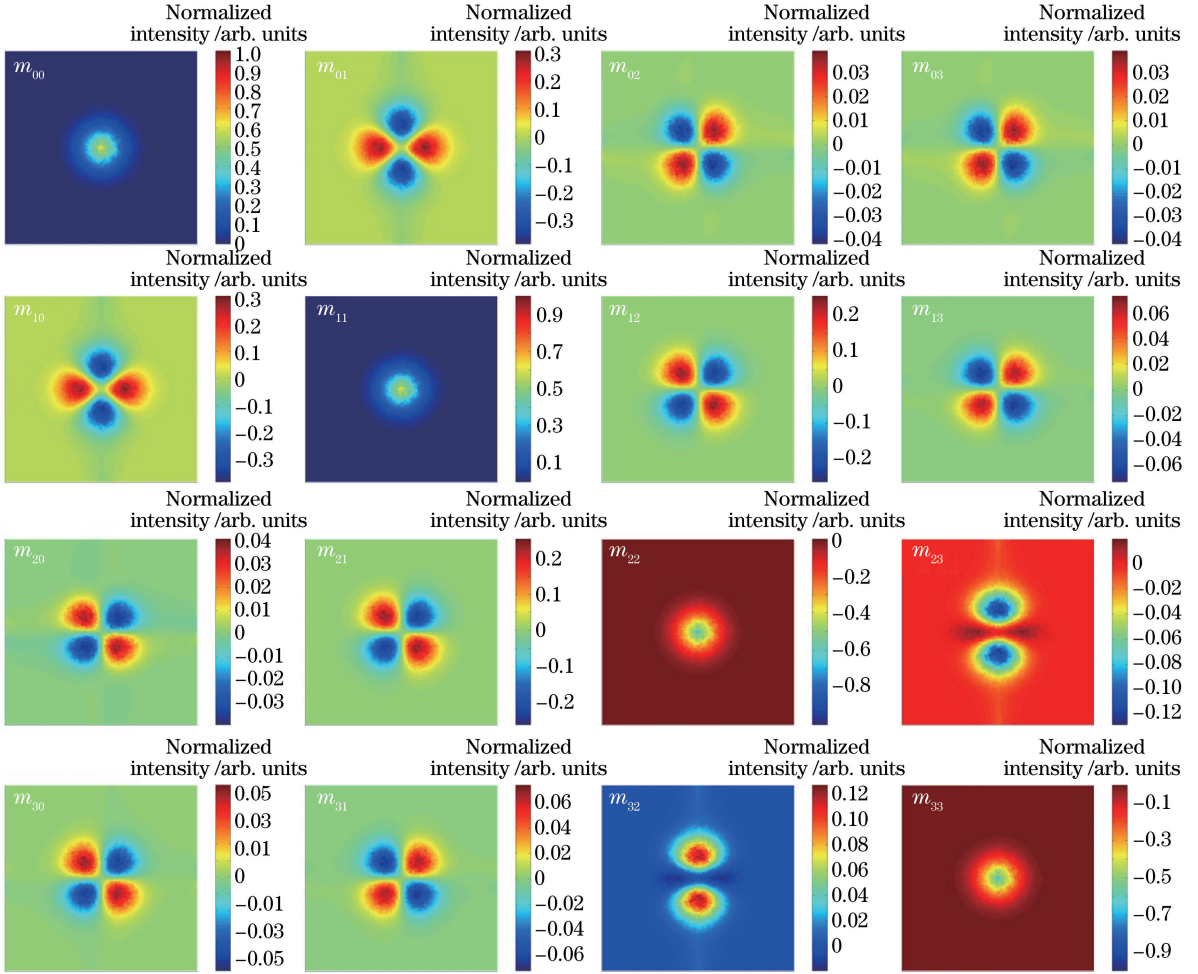 Normalized
intensity /arb. units
m00
1.0
0.9
0.8
0.7
0.6
0.5
0.4
0.3
0.2
0.1
0
Normalized
intensity /arb. units
m01
0.3
0.2
0.1
0
−0.1
−0.2
−0.3
Normalized
intensity /arb. units
m02
0.03
0.02
0.01
0
−0.01
−0.02
−0.03
−0.04
Normalized
intensity /arb. units
m03
0.03
0.02
0.01
0
−0.01
−0.02
−0.03
−0.04
Normalized
intensity /arb. units
m10
0.3
0.2
0.1
0
−0.1
−0.2
−0.3
Normalized
intensity /arb. units
m11
0.9
0.7
0.5
0.3
0.1
Normalized
intensity /arb. units
m12
0.2
0.1
0
−0.1
−0.2
Normalized
intensity /arb. units
m13
0.06
0.04
0.02
0
−0.02
−0.04
−0.06
Normalized
intensity /arb. units
m20
0.04
0.03
0.02
0.01
0
−0.01
−0.02
−0.03
Normalized
intensity /arb. units
m21
0.2
0.1
0
−0.1
−0.2
Normalized
intensity /arb. units
m22
0
−0.2
−0.4
−0.6
−0.8
Normalized
intensity /arb. units
m23
0
−0.02
−0.04
−0.06
−0.08
−0.10
−0.12
Normalized
intensity /arb. units
m30
0.05
0.03
0.01
−0.01
−0.03
−0.05
Normalized
intensity /arb. units
m31
0.06
0.04
0.02
0
−0.02
−0.04
−0.06
Normalized
intensity /arb. units
m32
0.12
0.10
0.08
0.06
0.04
0.02
0
Normalized
intensity /arb. units
m33
−0.1
−0.3
−0.5
−0.7
−0.9